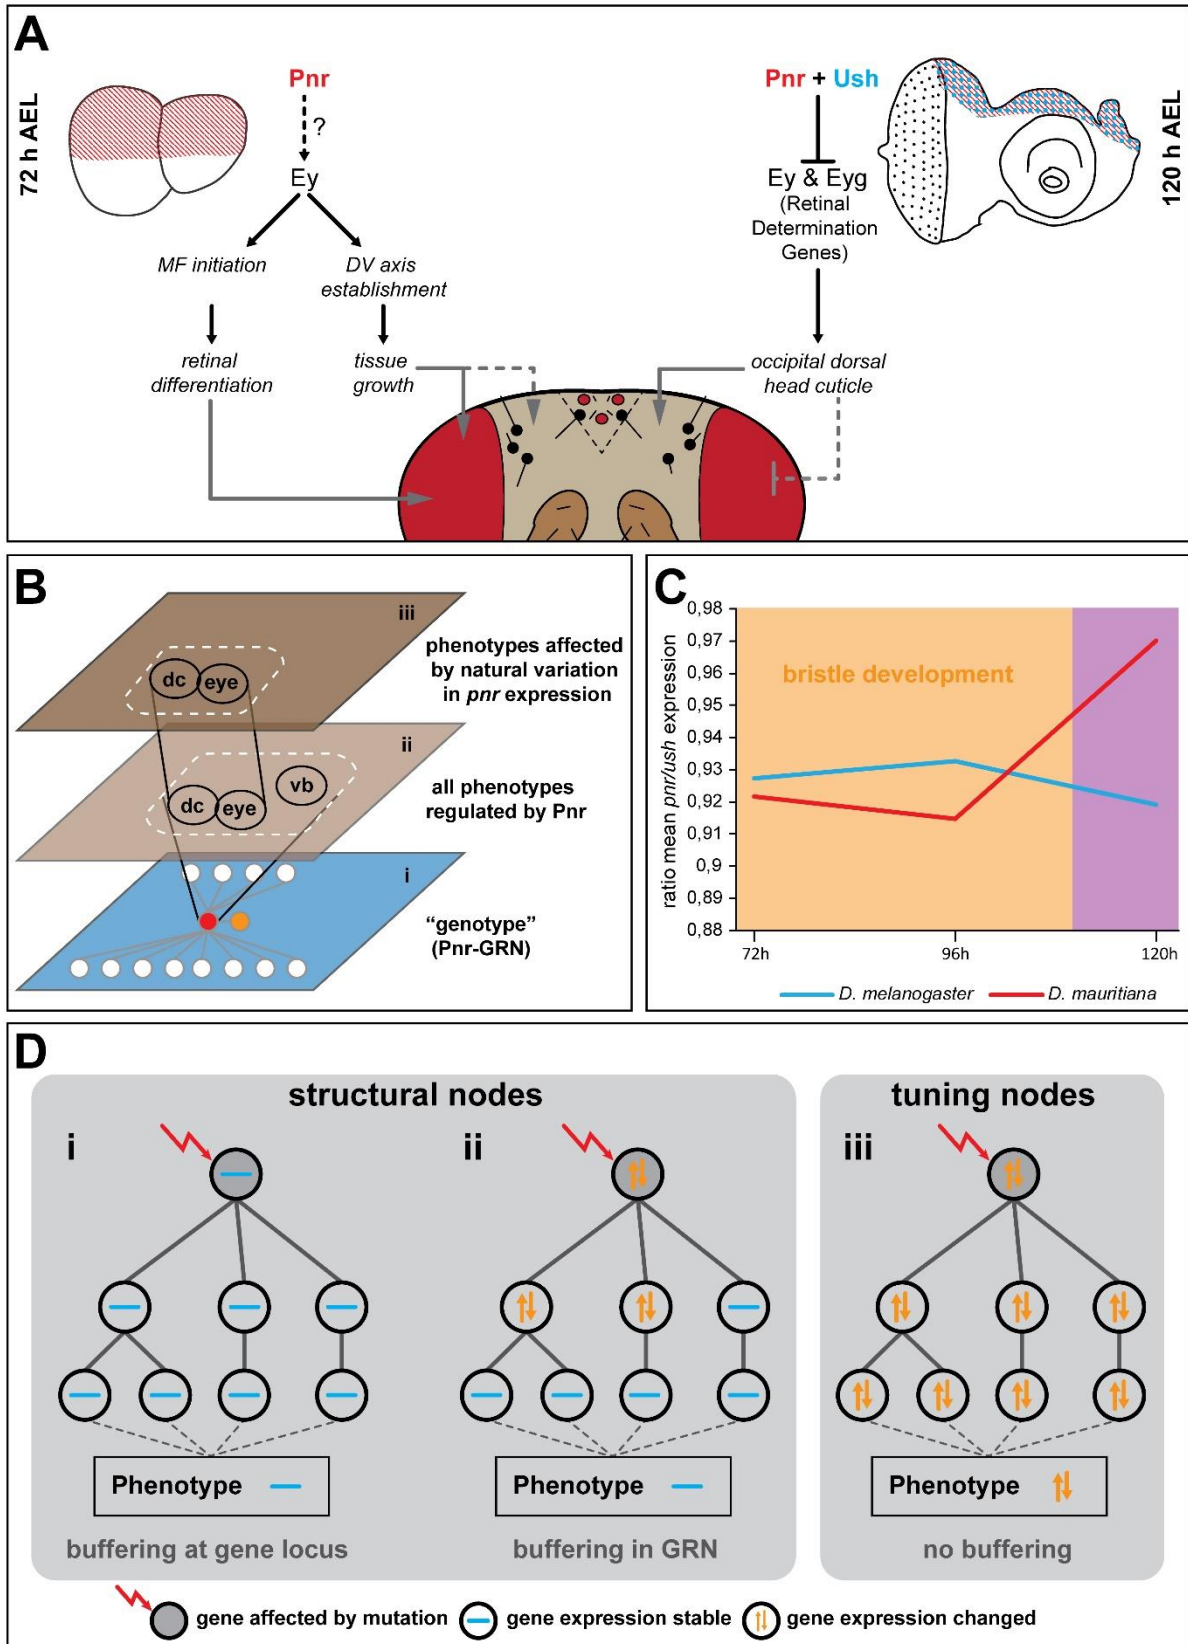 A
72 h AEL
Pnr
?
Ey
MF initiation
DV axis
establishment
retinal
differentiation
tissue
growth
Pnr + Ush
Ey & Eyg
(Retinal
Determination
Genes)
occipital dorsal
head cuticle
120 h AEL
B
iii
dc
eye
phenotypes affected
by natural variation
in pnr expression
ii
dc
eye
vb
all phenotypes
regulated by Pnr
i
“genotype”
(Pnr-GRN)
C
ratio mean pnr/ush expression
0,98
0,97
0,96
0,95
0,94
0,93
0,92
0,91
0,9
0,89
0,88
bristle development
72h
96h
120h
D. melanogaster
D. mauritiana
D
structural nodes
i
Phenotype
buffering at gene locus
ii
Phenotype
buffering in GRN
tuning nodes
iii
Phenotype
no buffering
gene affected by mutation
gene expression stable
gene expression changed